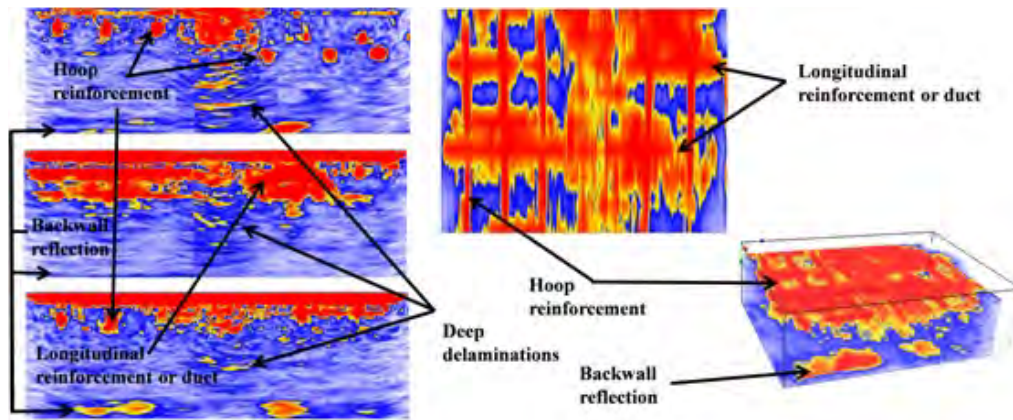 Hoop
reinforcement
Backwall
reflection
Longitudinal
reinforcement or duct
Deep
delaminations
Longitudinal
reinforcement or duct
Hoop
reinforcement
Backwall
reflection